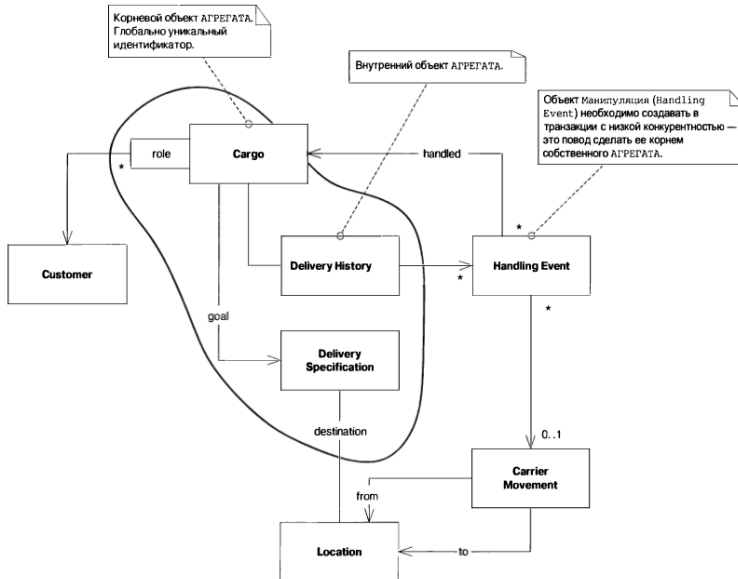 Корневой объект АГРЕГАТА.
Глобально уникальный
идентификатор.
Внутренний объект АГРЕГАТА.
Объект Манипуляция (Handling
Event) необходимо создавать в
транзакции с низкой конкурентностью —
это повод сделать ее корнем
собственного АГРЕГАТА.
role
*
Cargo
handled
Customer
Delivery History
*
*
Handling Event
*
goal
Delivery
Specification
destination
0..1
Carrier
Movement
from
Location
to